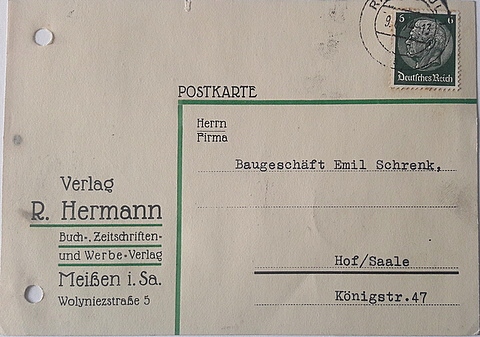 5 6
Deutsches Reich
POSTKARTE
Herrn
Firma
Baugeschäft Emil Schrenk,
Hof/Saale
Königstr.47
Verlag
R. Hermann
Buch-, Zeitschriften-
und Werbe-Verlag
Meißen i. Sa.
Wolyniezstraße 5